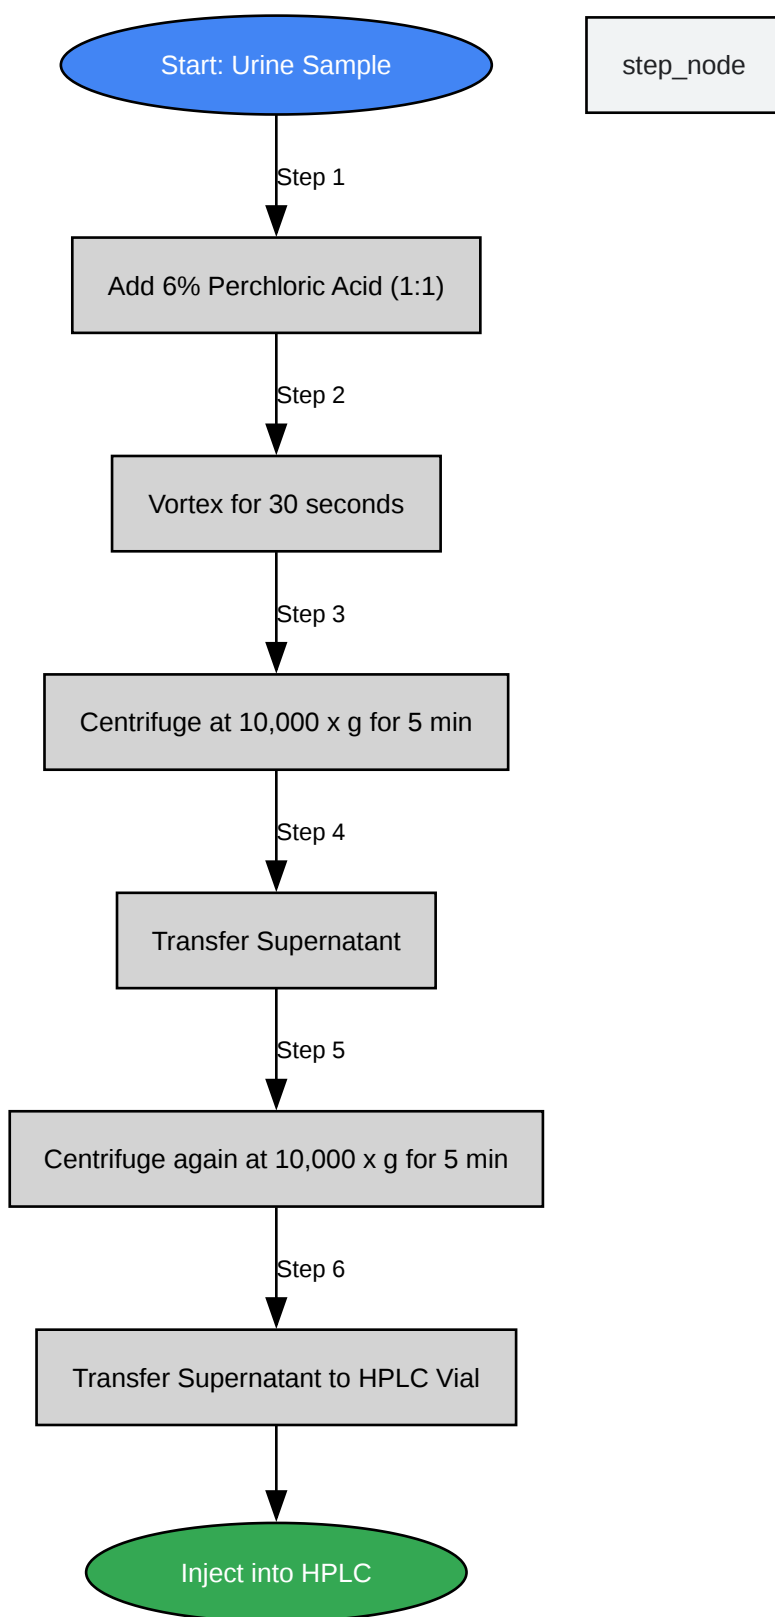 Start: Urine Sample
step_node
Step 1
Add 6% Perchloric Acid (1:1)
Step 2
Vortex for 30 seconds
Step 3
Centrifuge at 10,000 x g for 5 min
Step 4
Transfer Supernatant
Step 5
Centrifuge again at 10,000 x g for 5 min
Step 6
Transfer Supernatant to HPLC Vial
Inject into HPLC